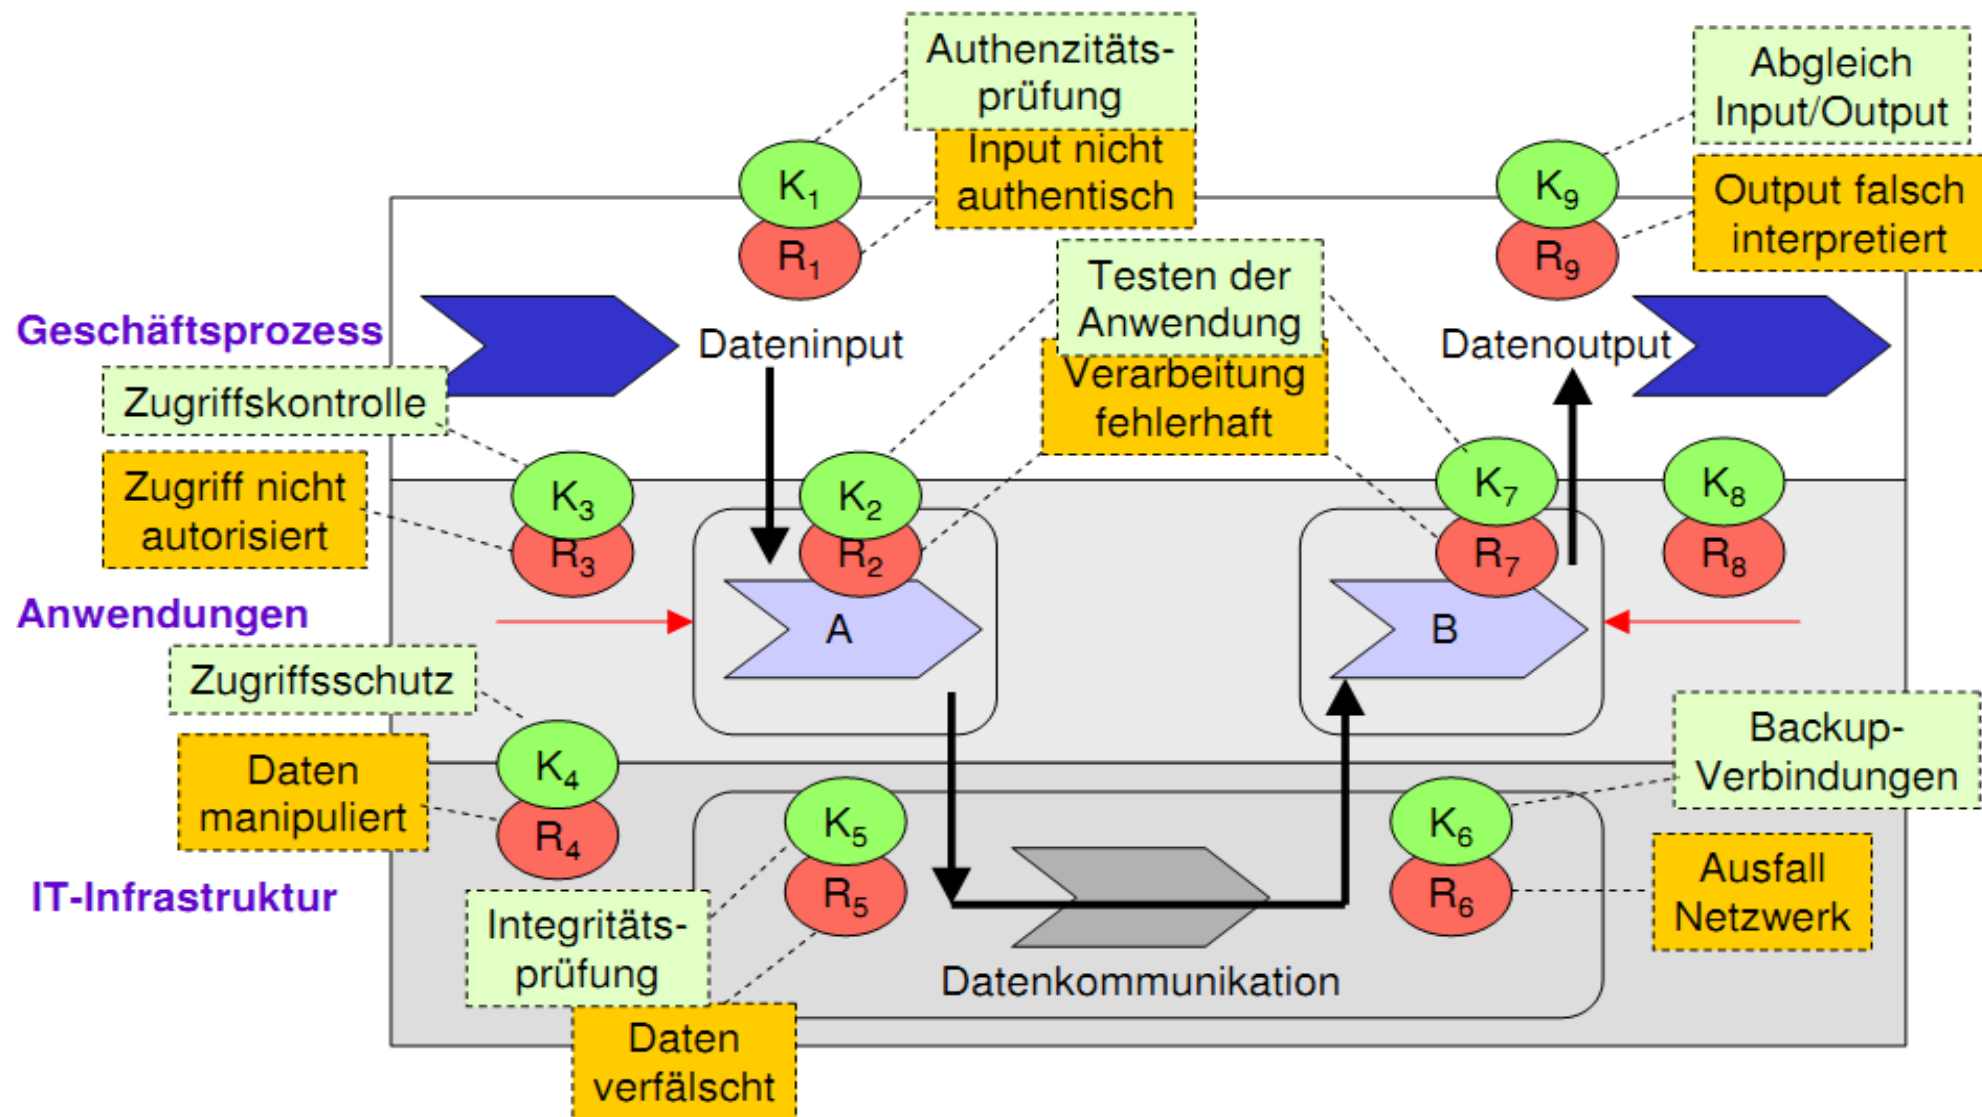 Authenzitäts-
prüfung
Input nicht
authentisch
K1
R1
Abgleich
Input/Output
Output falsch
interpretiert
K9
R9
Geschäftsprozess
Dateninput
Testen der
Anwendung
Verarbeitung
fehlerhaft
Datenoutput
Zugriffskontrolle
Zugriff nicht
autorisiert
K3
R3
K2
R2
K7
R7
K8
R8
Anwendungen
A
B
Zugriffsschutz
Daten
manipuliert
K4
R4
Backup-
Verbindungen
K5
R5
K6
R6
Ausfall
Netzwerk
IT-Infrastruktur
Integritäts-
prüfung
Datenkommunikation
Daten
verfälscht